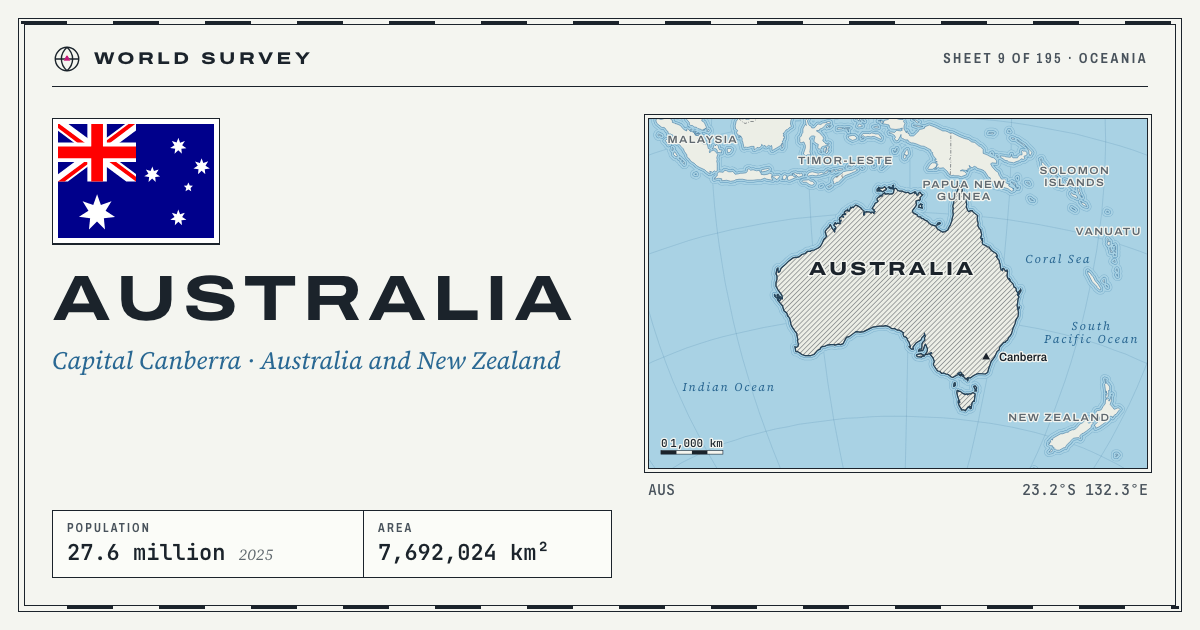 WORLD SURVEY
SHEET 9 OF 195 · OCEANIA
AUSTRALIA
Capital Canberra · Australia and New Zealand
POPULATION
27.6 million 2025
AREA
7,692,024 km²
MALAYSIA
TIMOR-LESTE
PAPUA NEW
GUINEA
SOLOMON
ISLANDS
VANUATU
Coral Sea
AUSTRALIA
South
Pacific Ocean
Canberra
Indian Ocean
NEW ZEALAND
0 1,000 km
AUS
23.2°S 132.3°E